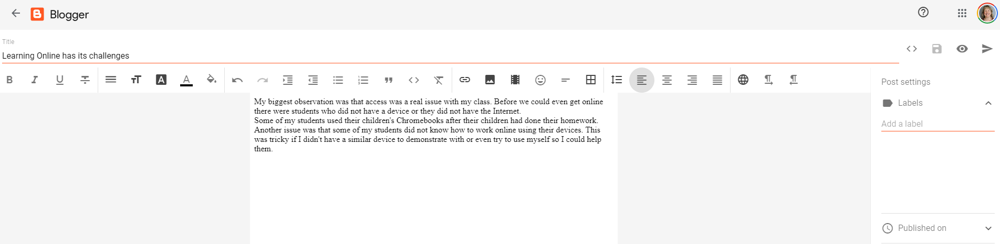 Blogger
Title
Learning Online has its challenges
Post settings
My biggest observation was that access was a real issue with my class. Before we could even get online
there were students who did not have a device or they did not have the Internet.
Some of my students used their children's Chromebooks after their children had done their homework.
Another issue was that some of my students did not know how to work online using their devices. This
was tricky if I didn't have a similar device to demonstrate with or even try to use myself so I could help
them.
Labels
Add a label
Published on